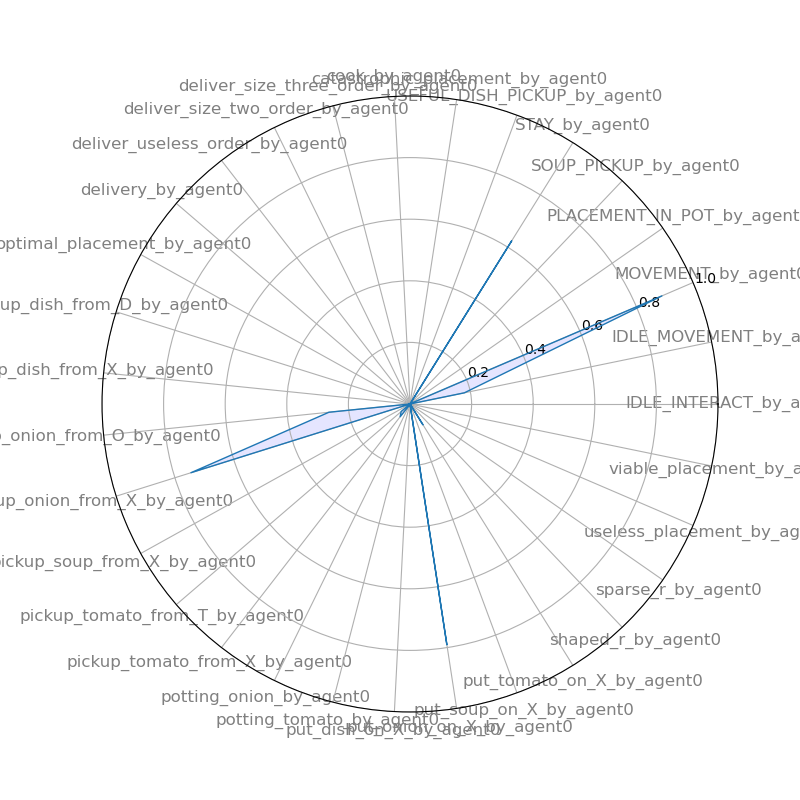 cook_by_agent0
catastrophic_placement_by_agent0
deliver_size_three_order_by_agent0
USEFUL_DISH_PICKUP_by_agent0
deliver_size_two_order_by_agent0
STAY_by_agent0
deliver_useless_order_by_agent0
SOUP_PICKUP_by_agent0
delivery_by_agent0
PLACEMENT_IN_POT_by_agent
optimal_placement_by_agent0
MOVEMENT_by_agent0
1.0
0.8
up_dish_from_D_by_agent0
0.6
IDLE_MOVEMENT_by_a
0.4
p_dish_from_X_by_agent0
0.2
IDLE_INTERACT_by_a
onion_from_O_by_agent0
viable_placement_by_a
up_onion_from_X_by_agent0
useless_placement_by_ag
pickup_soup_from_X_by_agent0
sparse_r_by_agent0
pickup_tomato_from_T_by_agent0
shaped_r_by_agent0
pickup_tomato_from_X_by_agent0
put_tomato_on_X_by_agent0
potting_onion_by_agent0
put_soup_on_X_by_agent0
potting_tomato_by_agent0
put_onion_on_X_by_agent0
put_dish_on_X_by_agent0